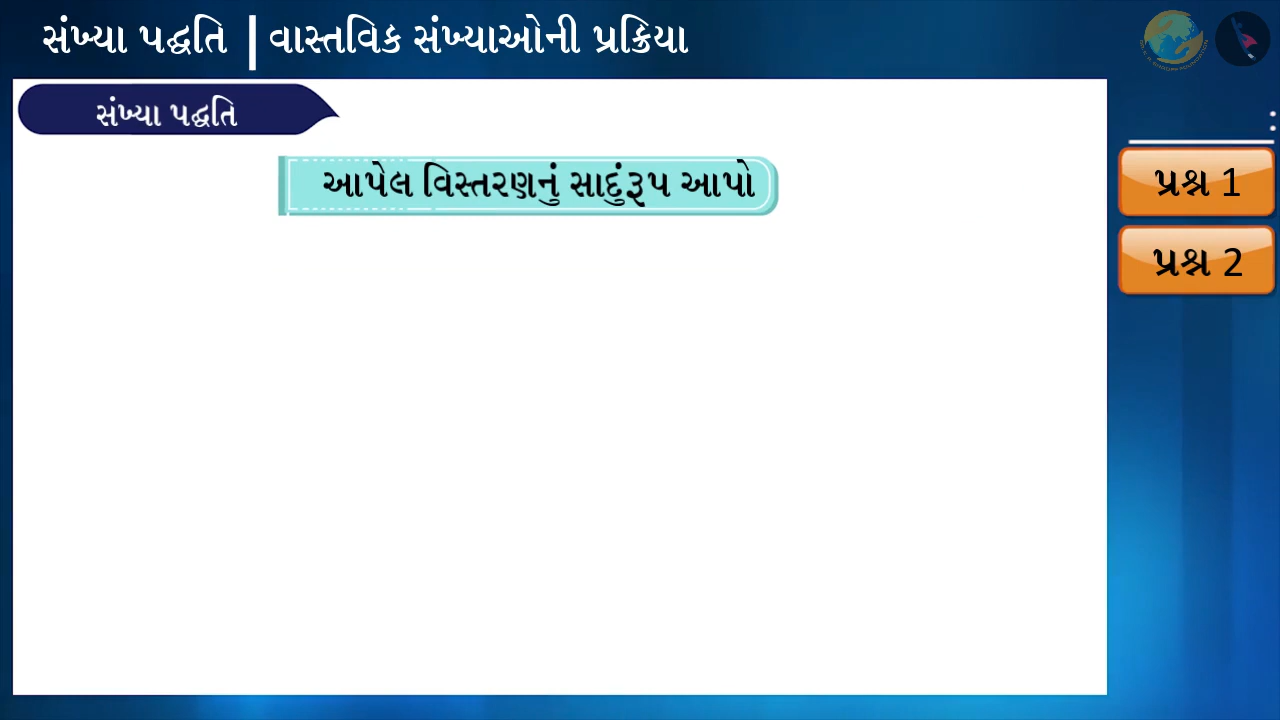 સંખ્યા પદ્ધતિ | વાસ્તવિક સંખ્યાઓની પ્રક્રિયા
સંખ્યા પદ્ધતિ
આપેલ વિસ્તરણનું સાદુંરૂપ આપો
:
પ્રશ્ન 1
પ્રશ્ન 2